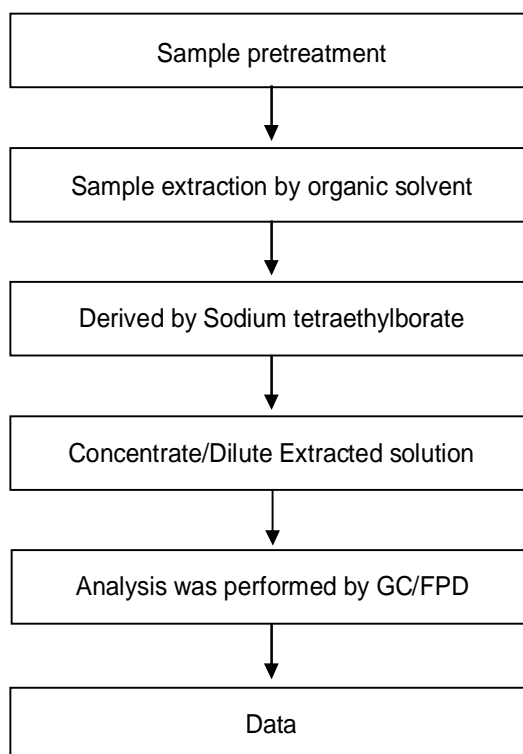 Sample pretreatment
Sample extraction by organic solvent
Derived by Sodium tetraethylborate
Concentrate/Dilute Extracted solution
Analysis was performed by GC/FPD
Data